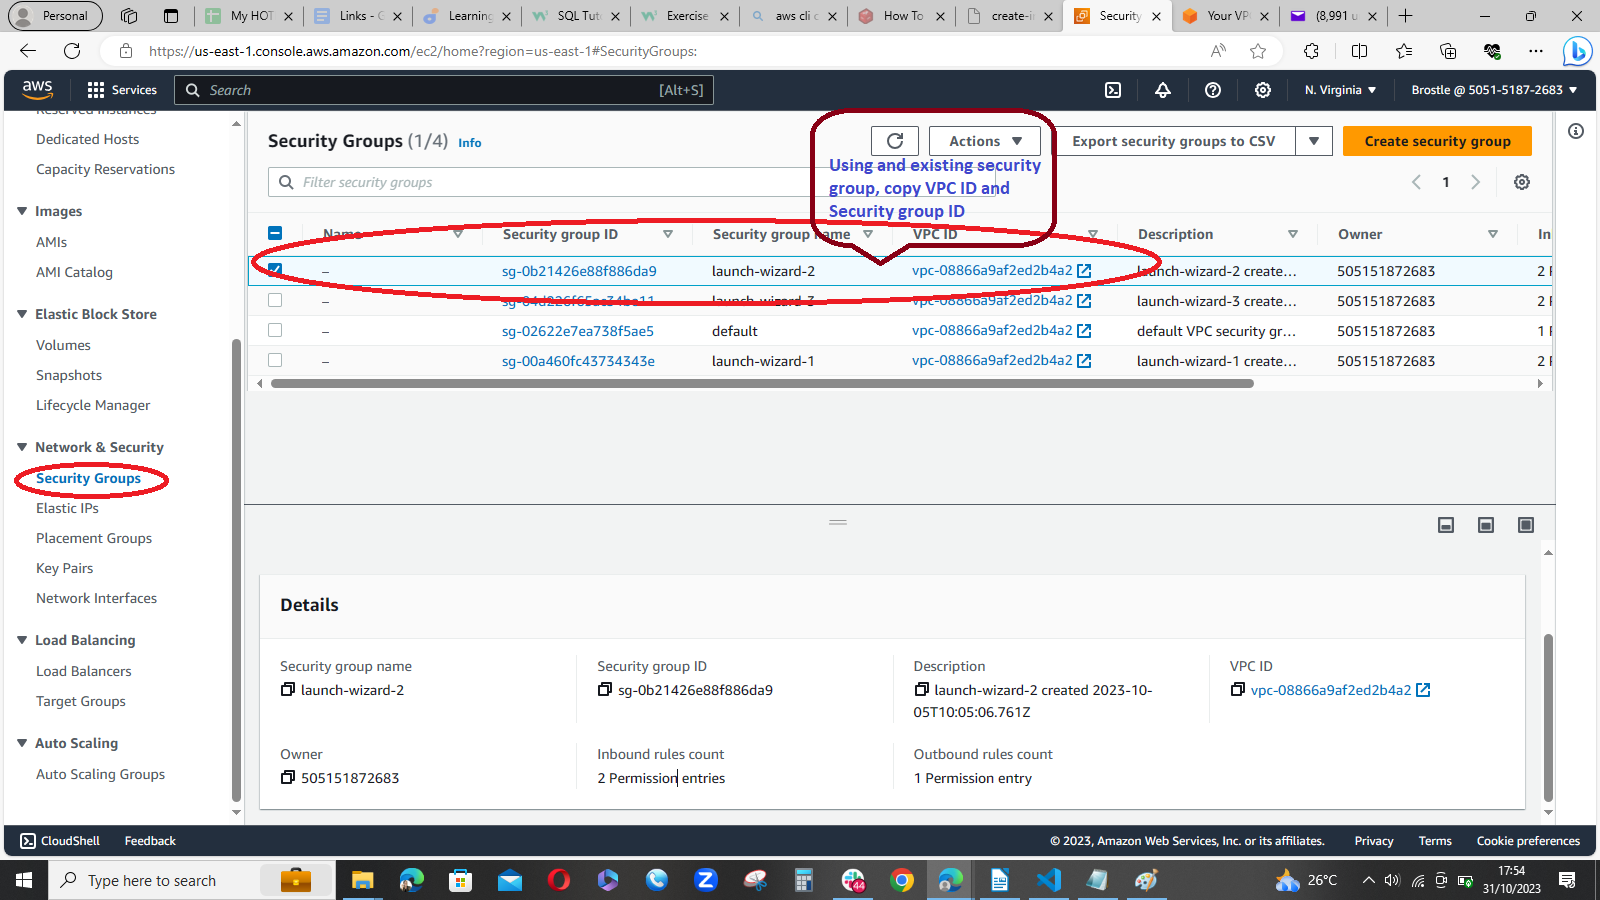 Personal
My HOT
Links - G
Learning
SQL Tuto
Exercise
aws cli c
How To
create-in
Security
Your VPC
(8,991 u
https://us-east-1.console.aws.amazon.com/ec2/home?region=us-east-1#SecurityGroups:
aws
Services
Search
[Alt+S]
N. Virginia
Brostle @ 5051-5187-2683
Reserved Instances
Dedicated Hosts
Capacity Reservations
Images
AMIs
AMI Catalog
Elastic Block Store
Volumes
Snapshots
Lifecycle Manager
Network & Security
Security Groups
Elastic IPs
Placement Groups
Key Pairs
Network Interfaces
Load Balancing
Load Balancers
Target Groups
Auto Scaling
Auto Scaling Groups
Security Groups (1/4) Info
Actions
Export security groups to CSV
Create security group
Using and existing security
group, copy VPC ID and
Security group ID
Filter security groups
1
Name
Security group ID
Security group name
VPC ID
Description
Owner
In
– sg-0b21426e88f886da9 launch-wizard-2 vpc-08866a9af2ed2b4a2 launch-wizard-2 create... 505151872683 2 P
– launch-wizard-3 vpc-08866a9af2ed2b4a2 launch-wizard-3 create... 505151872683 2 P
– sg-02622e7ea738f5ae5 default vpc-08866a9af2ed2b4a2 default VPC security gr... 505151872683 1 P
– sg-00a460fc43734343e launch-wizard-1 vpc-08866a9af2ed2b4a2 launch-wizard-1 create... 505151872683 2 P
Details
Security group name
launch-wizard-2
Security group ID
sg-0b21426e88f886da9
Description
launch-wizard-2 created 2023-10-
05T10:05:06.761Z
VPC ID
vpc-08866a9af2ed2b4a2
Owner
505151872683
Inbound rules count
2 Permission entries
Outbound rules count
1 Permission entry
CloudShell
Feedback
© 2023, Amazon Web Services, Inc. or its affiliates.
Privacy
Terms
Cookie preferences
Type here to search
44
26°C
17:54
31/10/2023